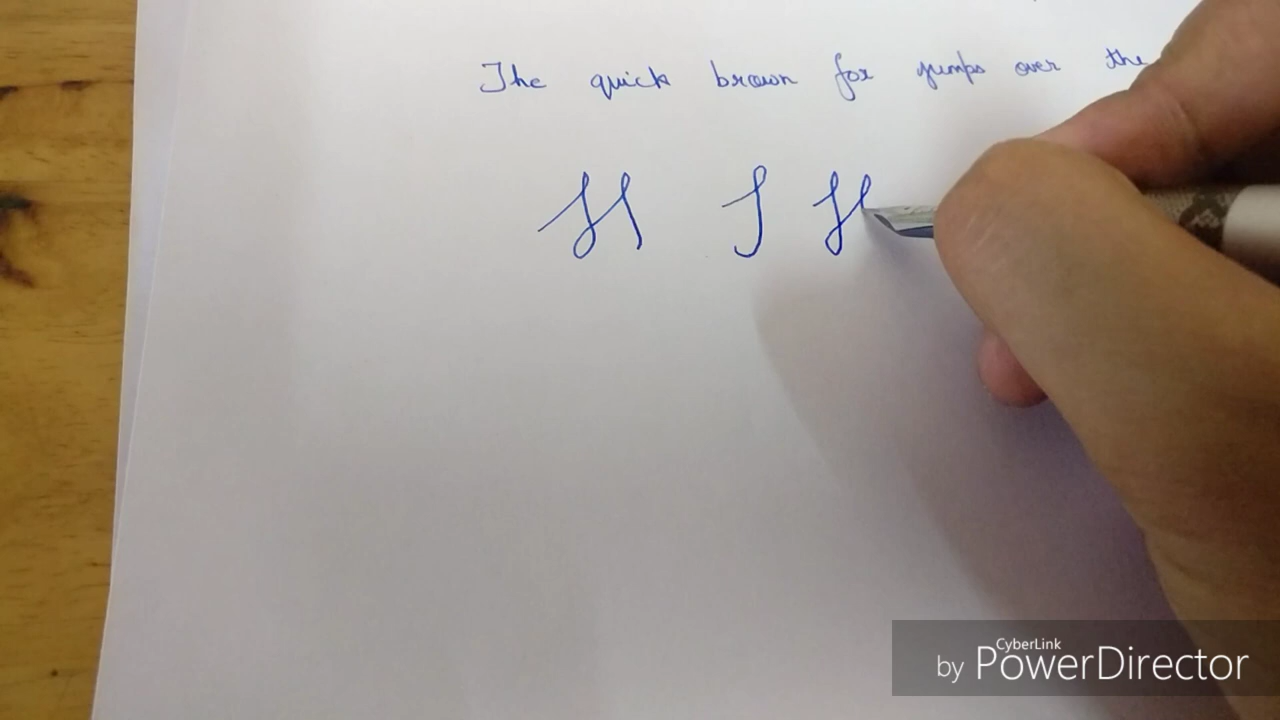 The quick brown fox jumps over the
H J H
CyberLink
by PowerDirector